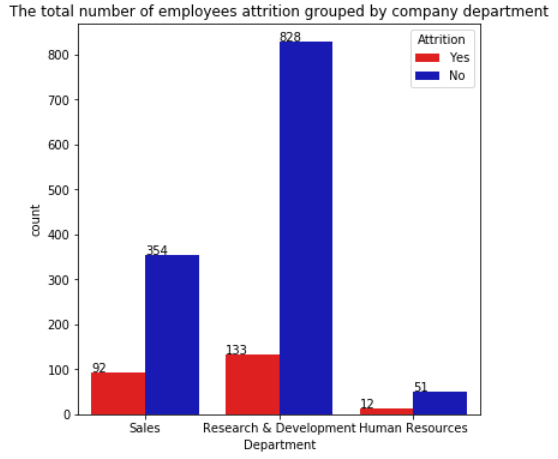 The total number of employees attrition grouped by company department
Attrition
Yes
No
800
700
600
500
400
300
200
100
0
count
92
354
133
828
12
51
Sales
Research & Development
Human Resources
Department